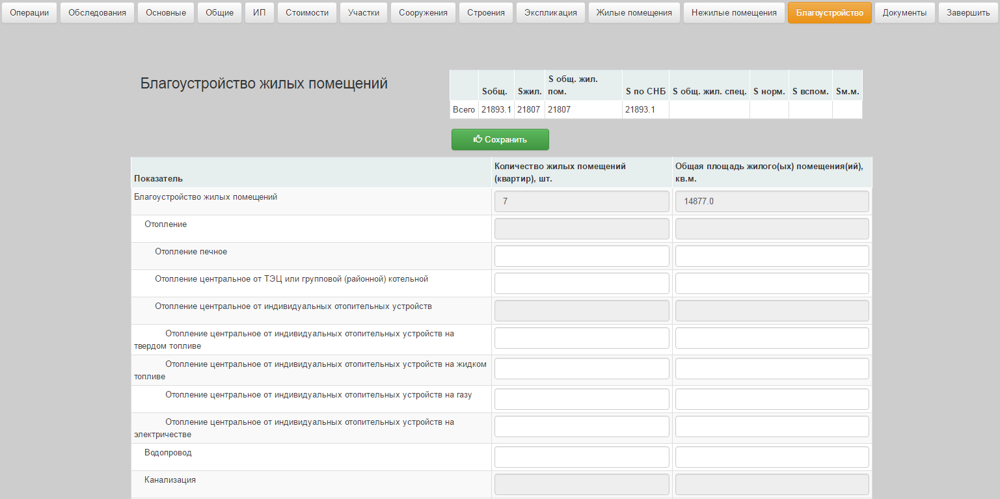 Операции Обследования Основные Общие ИП Стоимости Участки Сооружения Строения Экспликация Жилые помещения Нежилые помещения Благоустройство Документы Завершить
Благоустройство жилых помещений
Sобщ. Sжил. S общ. жил. пом. S по СНБ S общ. жил. спец. S норм. S вспом. Sм.м.
Всего 21893.1 21807 21807 21893.1
Сохранить
Показатель Количество жилых помещений (квартир), шт. Общая площадь жилого(ых) помещения(ий), кв.м.
Благоустройство жилых помещений 7 14877.0
Отопление
Отопление печное
Отопление центральное от ТЭЦ или групповой (районной) котельной
Отопление центральное от индивидуальных отопительных устройств
Отопление центральное от индивидуальных отопительных устройств на
твердом топливе
Отопление центральное от индивидуальных отопительных устройств на жидком
топливе
Отопление центральное от индивидуальных отопительных устройств на газу
Отопление центральное от индивидуальных отопительных устройств на
электричестве
Водопровод
Канализация